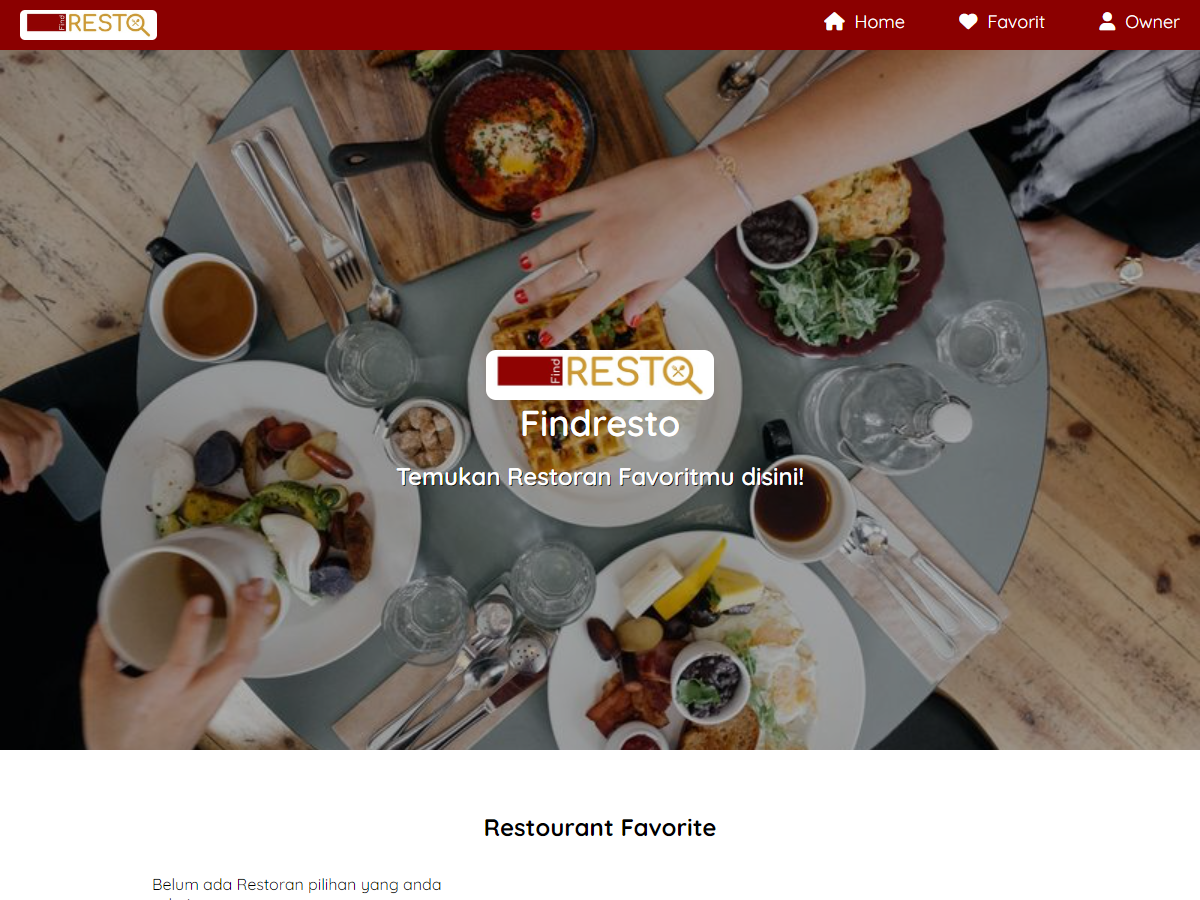 Find RESTO
Home
Favorit
Owner
Find RESTO
Findresto
Temukan Restoran Favoritmu disini!
Restourant Favorite
Belum ada Restoran pilihan yang anda